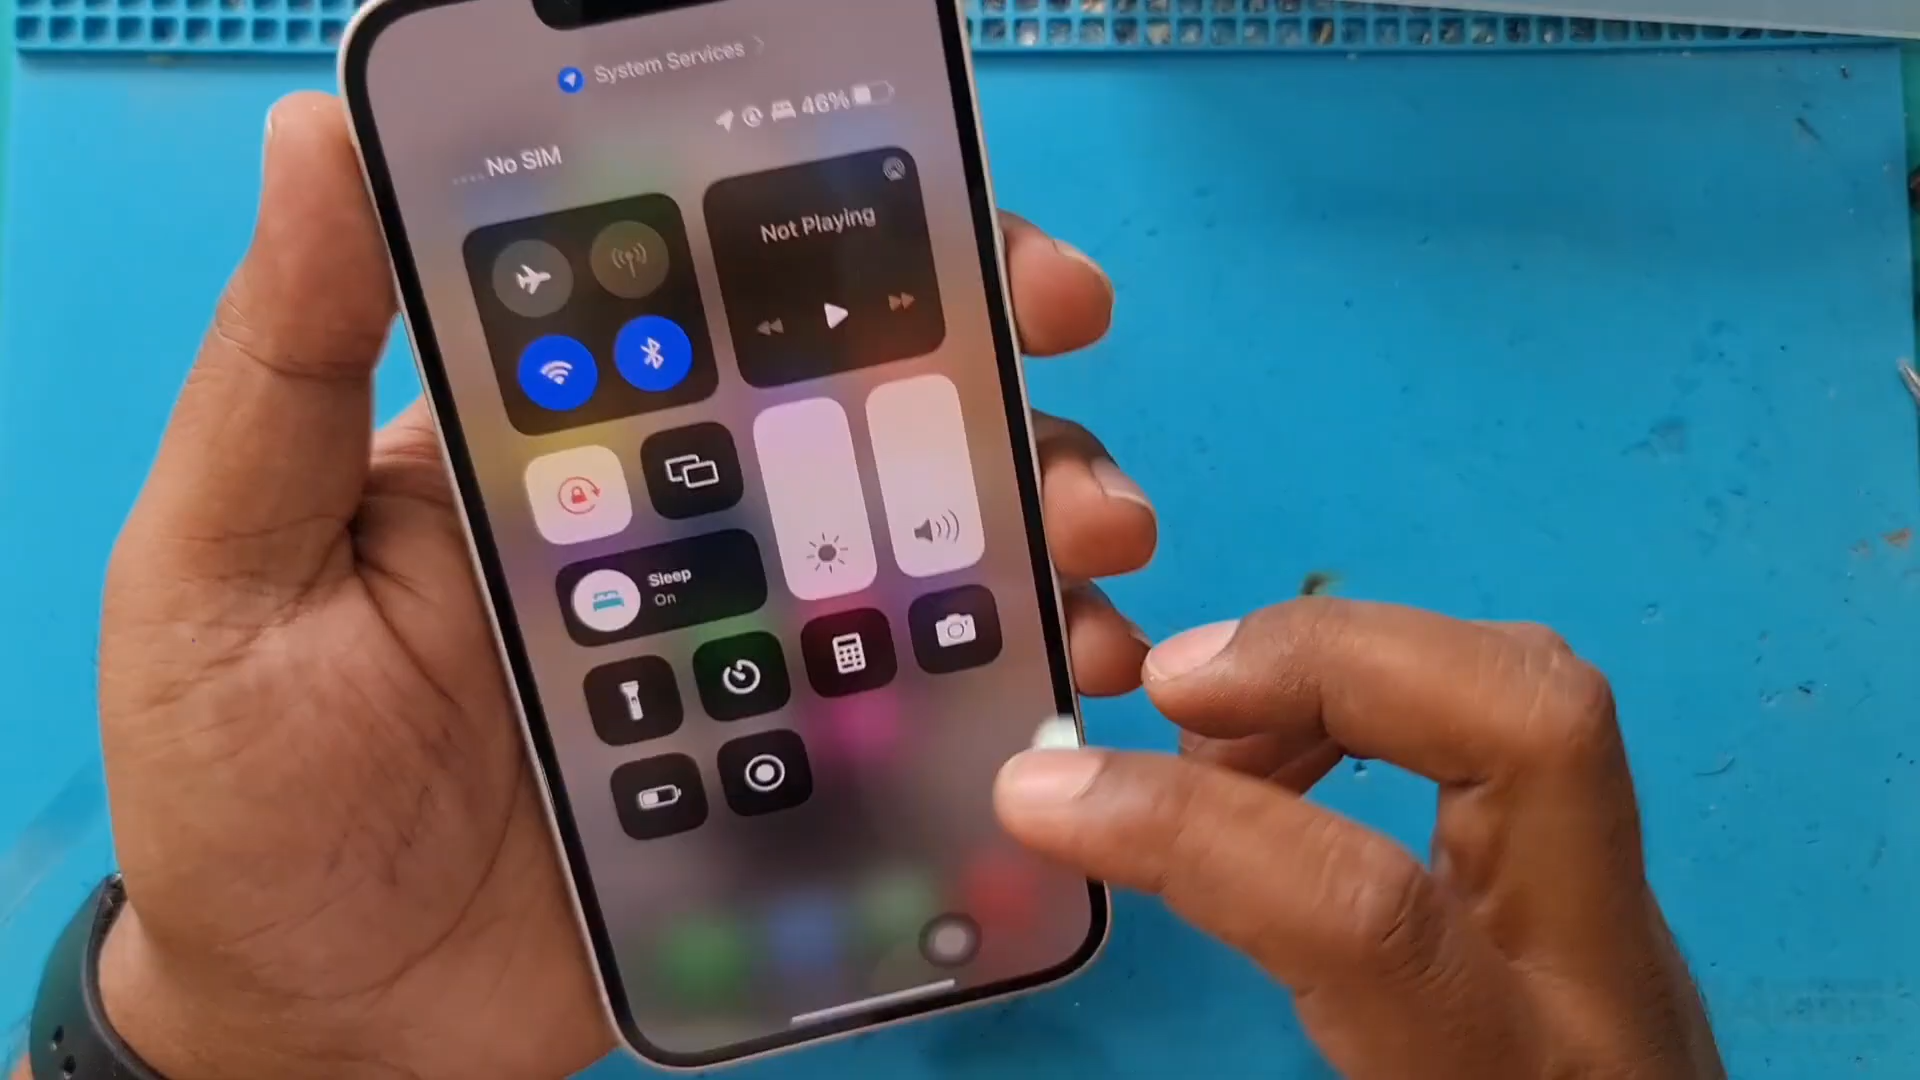 System Services
46%
No SIM
Not Playing
Sleep
On